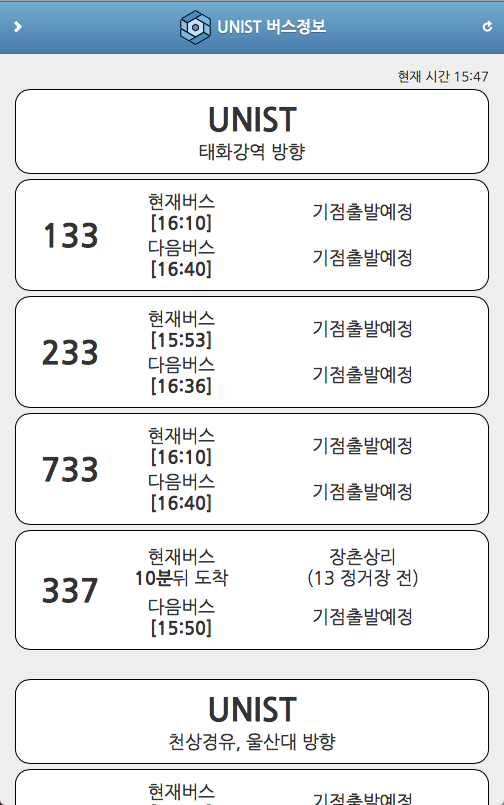 UNIST 버스정보
현재 시간 15:47
UNIST
태화강역 방향
133
현재버스
[16:10]
기점출발예정
다음버스
[16:40]
기점출발예정
233
현재버스
[15:53]
기점출발예정
다음버스
[16:36]
기점출발예정
733
현재버스
[16:10]
기점출발예정
다음버스
[16:40]
기점출발예정
337
현재버스
10분뒤 도착
장촌상리
(13 정거장 전)
다음버스
[15:50]
기점출발예정
UNIST
천상경유, 울산대 방향
현재버스
기점출발예정